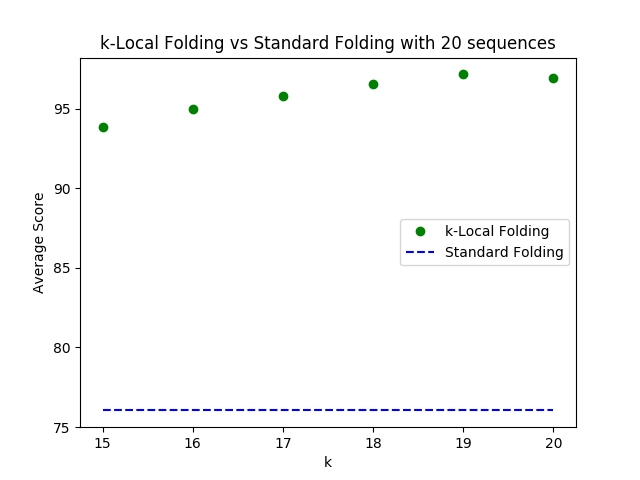 k-Local Folding vs Standard Folding with 20 sequences
Average Score
95
90
85
80
75
k-Local Folding
Standard Folding
15 16 17 18 19 20
k